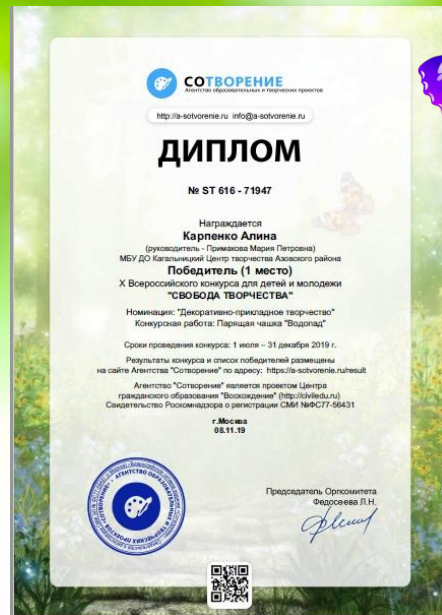 СОТВОРЕНИЕ
Агентство образовательных и творческих проектов
http://a-sotvorenie.ru info@a-sotvorenie.ru
ДИПЛОМ
№ ST 616 - 71947
Награждается
Карпенко Алина
(руководитель - Примакова Мария Петровна)
МБУ ДО Кагальницкий Центр творчества Азовского района
Победитель (1 место)
X Всероссийского конкурса для детей и молодежи
"СВОБОДА ТВОРЧЕСТВА"
Номинация: "Декоративно-прикладное творчество"
Конкурсная работа: Парящая чашка "Водопад"
Сроки проведения конкурса: 1 июля – 31 декабря 2019 г.
Результаты конкурса и список победителей размещены
на сайте Агентства "Сотворение" по адресу: https://a-sotvorenie.ru/result
Агентство "Сотворение" является проектом Центра
гражданского образования "Восхождение" (http://civiledu.ru)
Свидетельство Роскомнадзора о регистрации СМИ №ФС77-56431
г.Москва
08.11.19
Председатель Оргкомитета
Федосеева Л.Н.
АГЕНТСТВО ОБРАЗОВАТЕЛЬНЫХ И ТВОРЧЕСКИХ ПРОЕКТОВ «СОТВОРЕНИЕ»